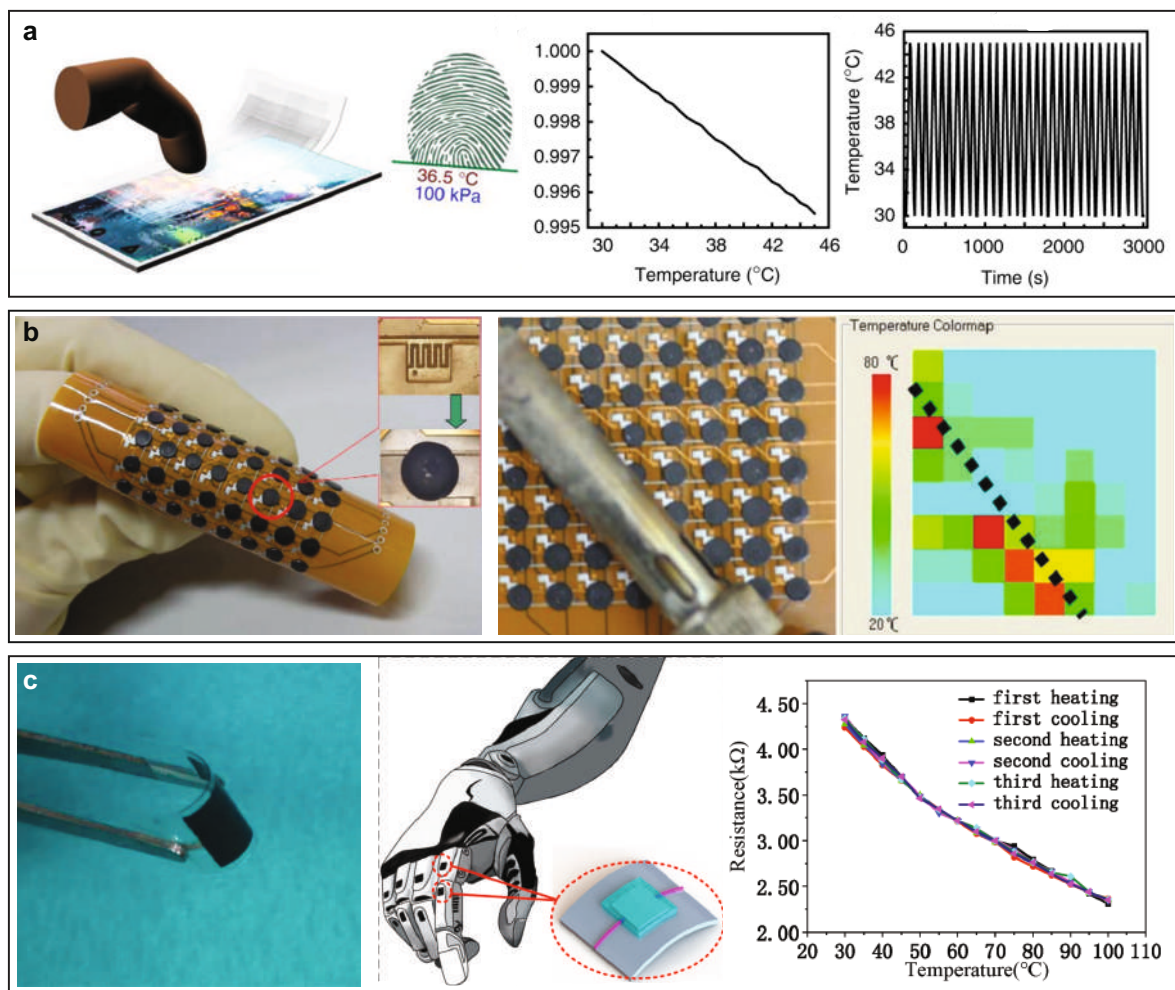 a
36.5 °C
100 kPa
1.000
0.999
0.998
0.997
0.996
0.995
30
34
38
42
46
Temperature (°C)
Temperature (°C)
46
42
38
34
30
0
1000
2000
3000
Time (s)
b
Temperature Colormap
80 ℃
20℃
c
Resistance(kΩ)
4.50
4.00
3.50
3.00
2.50
2.00
first heating
first cooling
second heating
second cooling
third heating
third cooling
20
30
40
50
60
70
80
90
100
110
Temperature(℃)